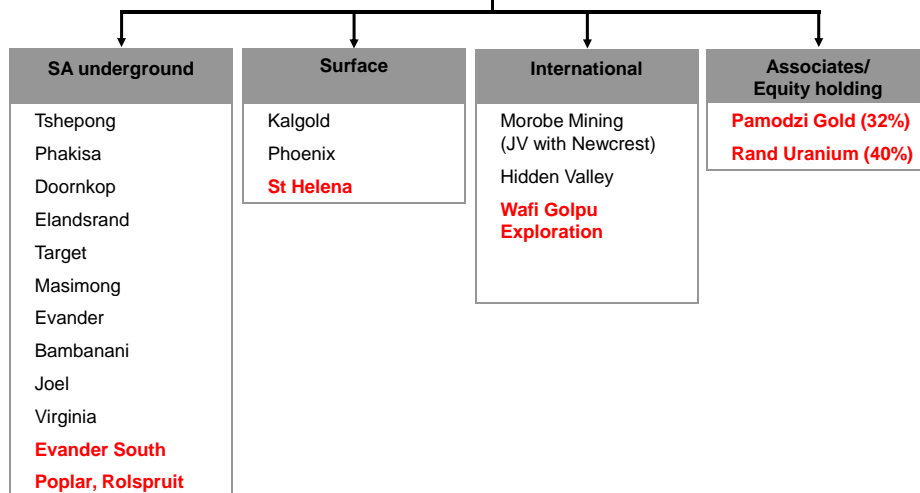 SA underground
Tshepong
Phakisa
Doornkop
Elandsrand
Target
Masimong
Evander
Bambanani
Joel
Virginia
Evander South
Poplar, Rolspruit
Surface
Kalgold
Phoenix
St Helena
International
Morobe Mining
(JV with Newcrest)
Hidden Valley
Wafi Golpu
Exploration
Associates/
Equity holding
Pamodzi Gold (32%)
Rand Uranium (40%)